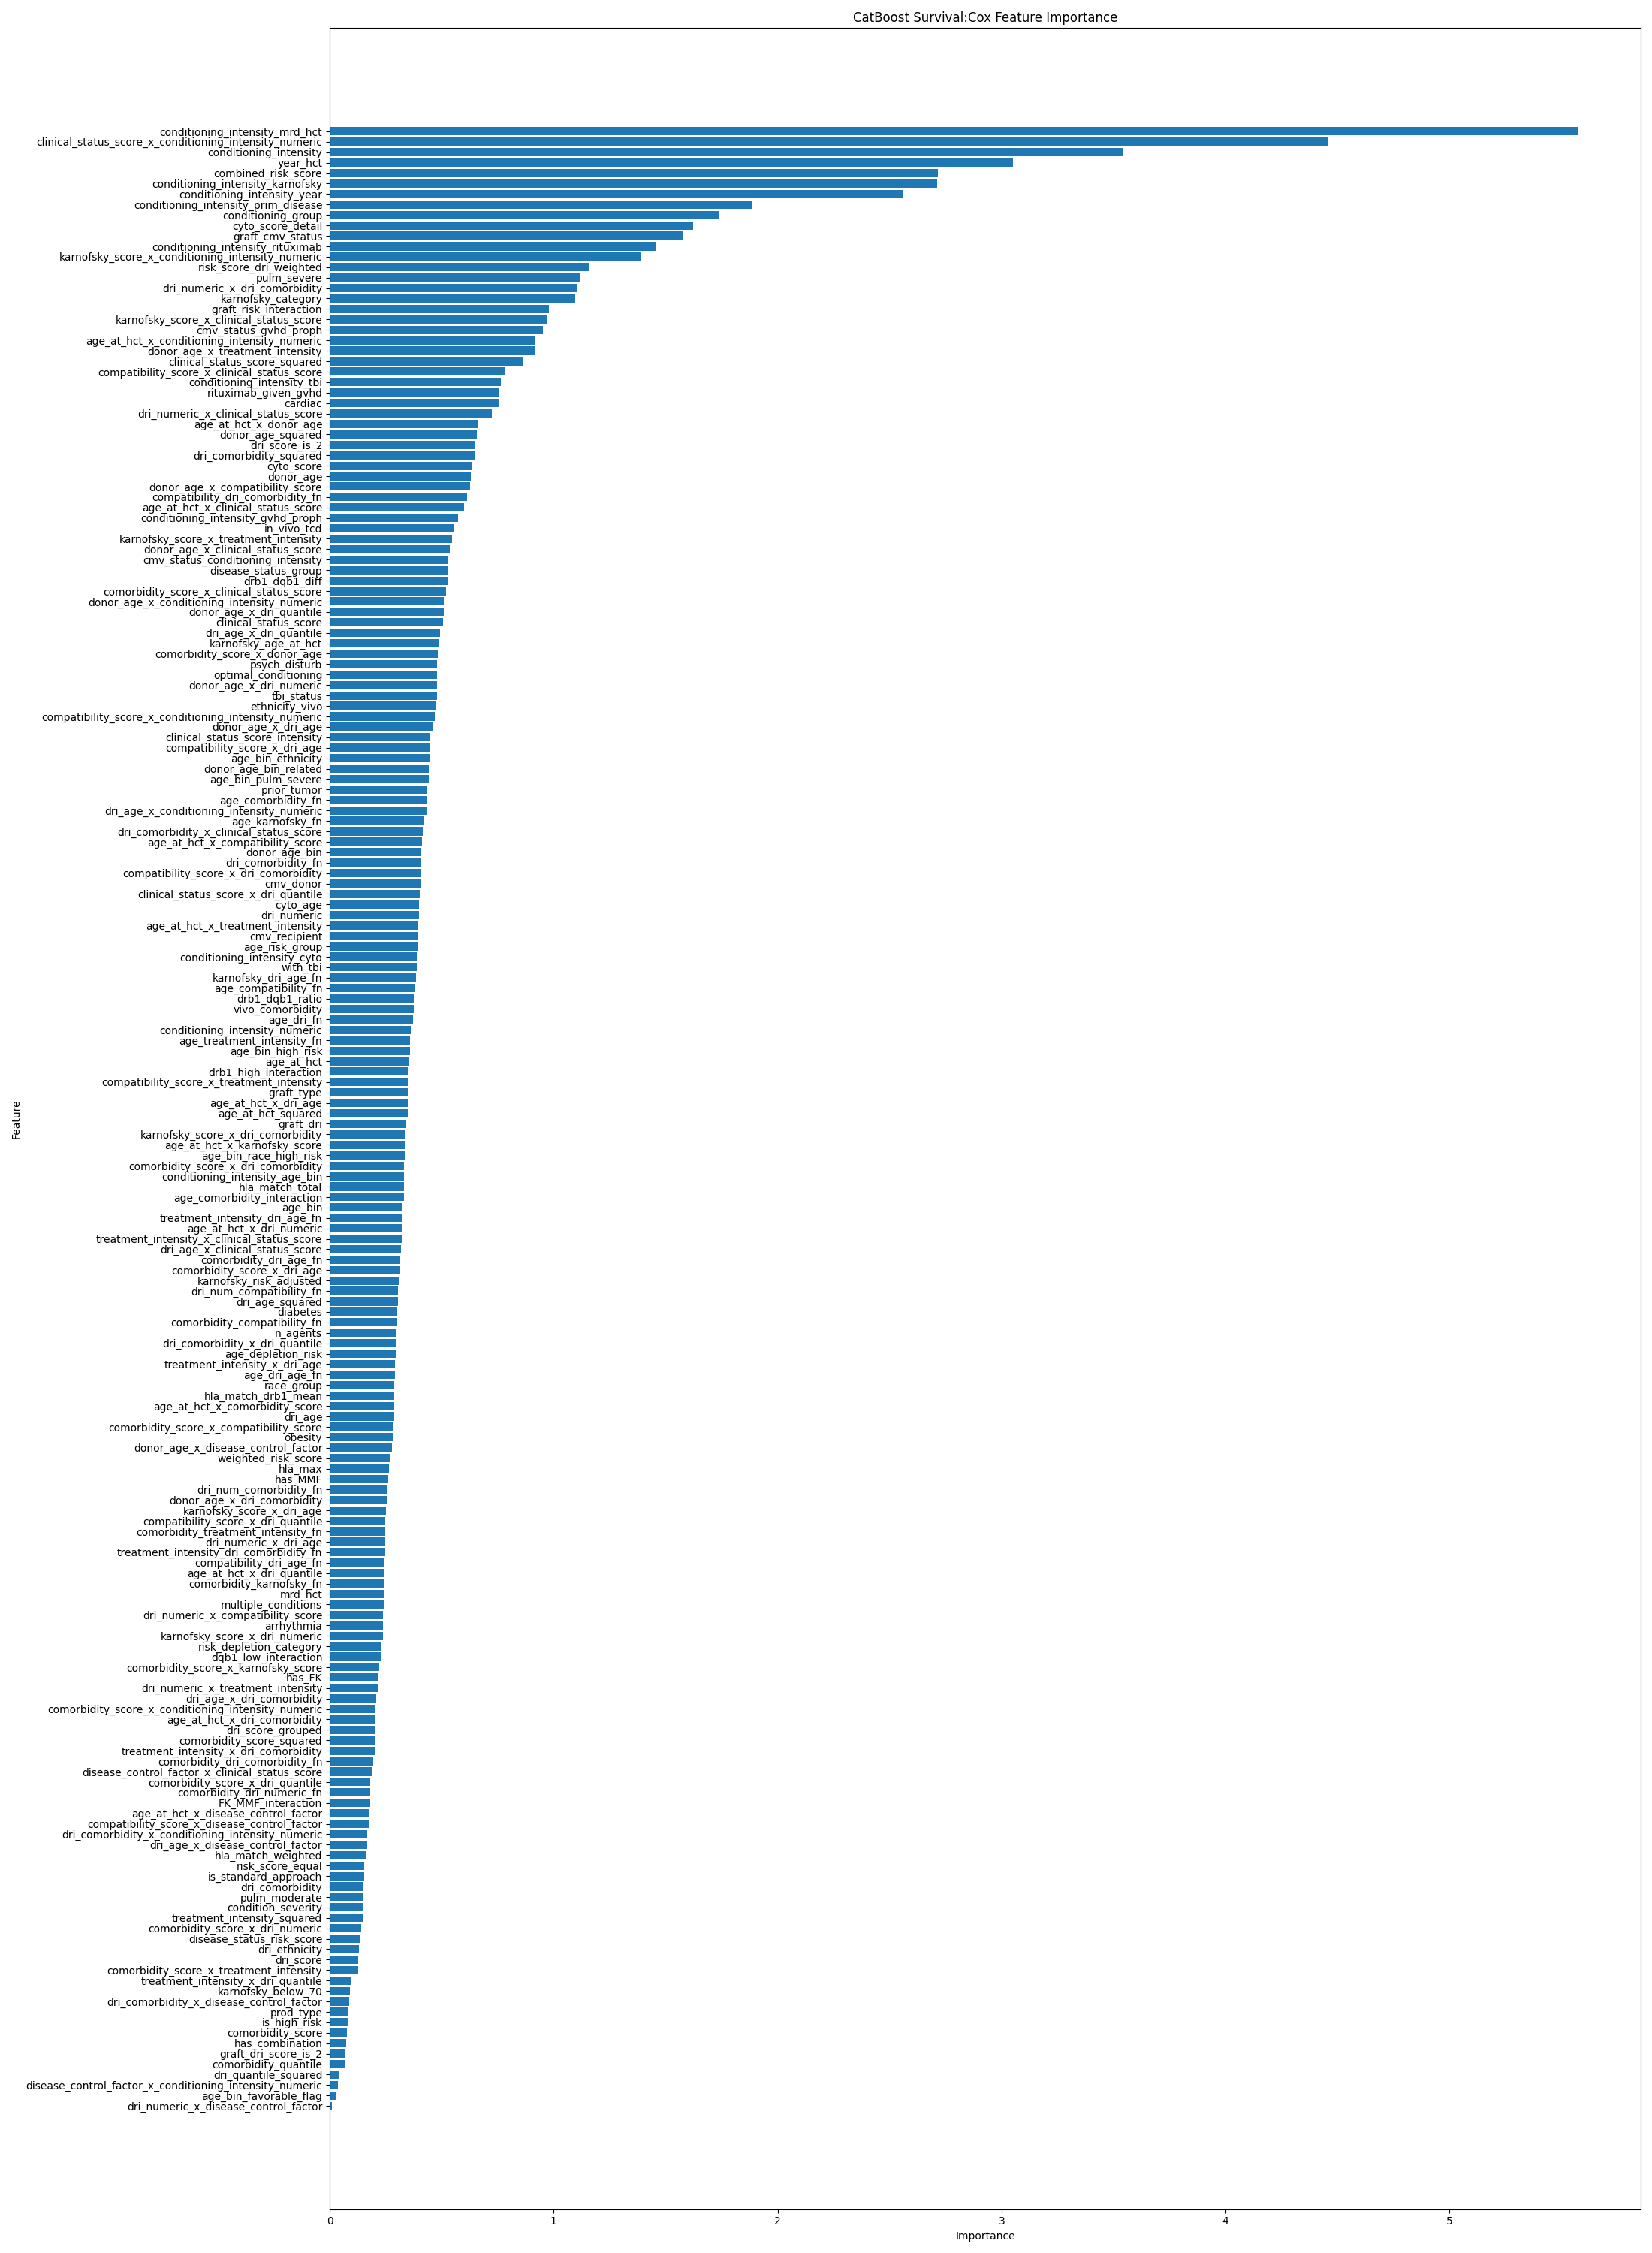 CatBoost Survival:Cox Feature Importance
conditioning_intensity_mrd_hct
clinical_status_score_x_conditioning_intensity_numeric
conditioning_intensity
year_hct
combined_risk_score
conditioning_intensity_karnofsky
conditioning_intensity_year
conditioning_intensity_prim_disease
conditioning_group
cyto_score_detail
graft_cmv_status
conditioning_intensity_rituximab
karnofsky_score_x_conditioning_intensity_numeric
risk_score_dri_weighted
pulm_severe
dri_numeric_x_dri_comorbidity
karnofsky_category
graft_risk_interaction
karnofsky_score_x_clinical_status_score
cmv_status_gvhd_proph
age_at_hct_x_conditioning_intensity_numeric
donor_age_x_treatment_intensity
clinical_status_score_squared
compatibility_score_x_clinical_status_score
conditioning_intensity_tbi
rituximab_given_gvhd
cardiac
dri_numeric_x_clinical_status_score
age_at_hct_x_donor_age
donor_age_squared
dri_score_is_2
dri_comorbidity_squared
cyto_score
donor_age
donor_age_x_compatibility_score
compatibility_dri_comorbidity_fn
age_at_hct_x_clinical_status_score
conditioning_intensity_gvhd_proph
in_vivo_tcd
karnofsky_score_x_treatment_intensity
donor_age_x_clinical_status_score
cmv_status_conditioning_intensity
disease_status_group
drb1_dqb1_diff
comorbidity_score_x_clinical_status_score
donor_age_x_conditioning_intensity_numeric
donor_age_x_dri_quantile
clinical_status_score
dri_age_x_dri_quantile
karnofsky_age_at_hct
comorbidity_score_x_donor_age
psych_disturb
optimal_conditioning
donor_age_x_dri_numeric
tbi_status
ethnicity_vivo
compatibility_score_x_conditioning_intensity_numeric
donor_age_x_dri_age
clinical_status_score_intensity
compatibility_score_x_dri_age
age_bin_ethnicity
donor_age_bin_related
age_bin_pulm_severe
prior_tumor
age_comorbidity_fn
dri_age_x_conditioning_intensity_numeric
age_karnofsky_fn
dri_comorbidity_x_clinical_status_score
age_at_hct_x_compatibility_score
donor_age_bin
dri_comorbidity_fn
compatibility_score_x_dri_comorbidity
cmv_donor
clinical_status_score_x_dri_quantile
cyto_age
dri_numeric
age_at_hct_x_treatment_intensity
cmv_recipient
age_risk_group
conditioning_intensity_cyto
with_tbi
karnofsky_dri_age_fn
age_compatibility_fn
drb1_dqb1_ratio
vivo_comorbidity
age_dri_fn
conditioning_intensity_numeric
age_treatment_intensity_fn
age_bin_high_risk
age_at_hct
drb1_high_interaction
compatibility_score_x_treatment_intensity
graft_type
age_at_hct_x_dri_age
age_at_hct_squared
graft_dri
karnofsky_score_x_dri_comorbidity
age_at_hct_x_karnofsky_score
age_bin_race_high_risk
comorbidity_score_x_dri_comorbidity
conditioning_intensity_age_bin
hla_match_total
age_comorbidity_interaction
age_bin
treatment_intensity_dri_age_fn
age_at_hct_x_dri_numeric
treatment_intensity_x_clinical_status_score
dri_age_x_clinical_status_score
comorbidity_dri_age_fn
comorbidity_score_x_dri_age
karnofsky_risk_adjusted
dri_num_compatibility_fn
dri_age_squared
diabetes
comorbidity_compatibility_fn
n_agents
dri_comorbidity_x_dri_quantile
age_depletion_risk
treatment_intensity_x_dri_age
age_dri_age_fn
race_group
hla_match_drb1_mean
age_at_hct_x_comorbidity_score
dri_age
comorbidity_score_x_compatibility_score
obesity
donor_age_x_disease_control_factor
weighted_risk_score
hla_max
has_MMF
dri_num_comorbidity_fn
donor_age_x_dri_comorbidity
karnofsky_score_x_dri_age
compatibility_score_x_dri_quantile
comorbidity_treatment_intensity_fn
dri_numeric_x_dri_age
treatment_intensity_dri_comorbidity_fn
compatibility_dri_age_fn
age_at_hct_x_dri_quantile
comorbidity_karnofsky_fn
mrd_hct
multiple_conditions
dri_numeric_x_compatibility_score
arrhythmia
karnofsky_score_x_dri_numeric
risk_depletion_category
dqb1_low_interaction
comorbidity_score_x_karnofsky_score
has_FK
dri_numeric_x_treatment_intensity
dri_age_x_dri_comorbidity
comorbidity_score_x_conditioning_intensity_numeric
age_at_hct_x_dri_comorbidity
dri_score_grouped
comorbidity_score_squared
treatment_intensity_x_dri_comorbidity
comorbidity_dri_comorbidity_fn
disease_control_factor_x_clinical_status_score
comorbidity_score_x_dri_quantile
comorbidity_dri_numeric_fn
FK_MMF_interaction
age_at_hct_x_disease_control_factor
compatibility_score_x_disease_control_factor
dri_comorbidity_x_conditioning_intensity_numeric
dri_age_x_disease_control_factor
hla_match_weighted
risk_score_equal
is_standard_approach
dri_comorbidity
pulm_moderate
condition_severity
treatment_intensity_squared
comorbidity_score_x_dri_numeric
disease_status_risk_score
dri_ethnicity
dri_score
comorbidity_score_x_treatment_intensity
treatment_intensity_x_dri_quantile
karnofsky_below_70
dri_comorbidity_x_disease_control_factor
prod_type
is_high_risk
comorbidity_score
has_combination
graft_dri_score_is_2
comorbidity_quantile
dri_quantile_squared
disease_control_factor_x_conditioning_intensity_numeric
age_bin_favorable_flag
dri_numeric_x_disease_control_factor
Feature
0 1 2 3 4 5
Importance